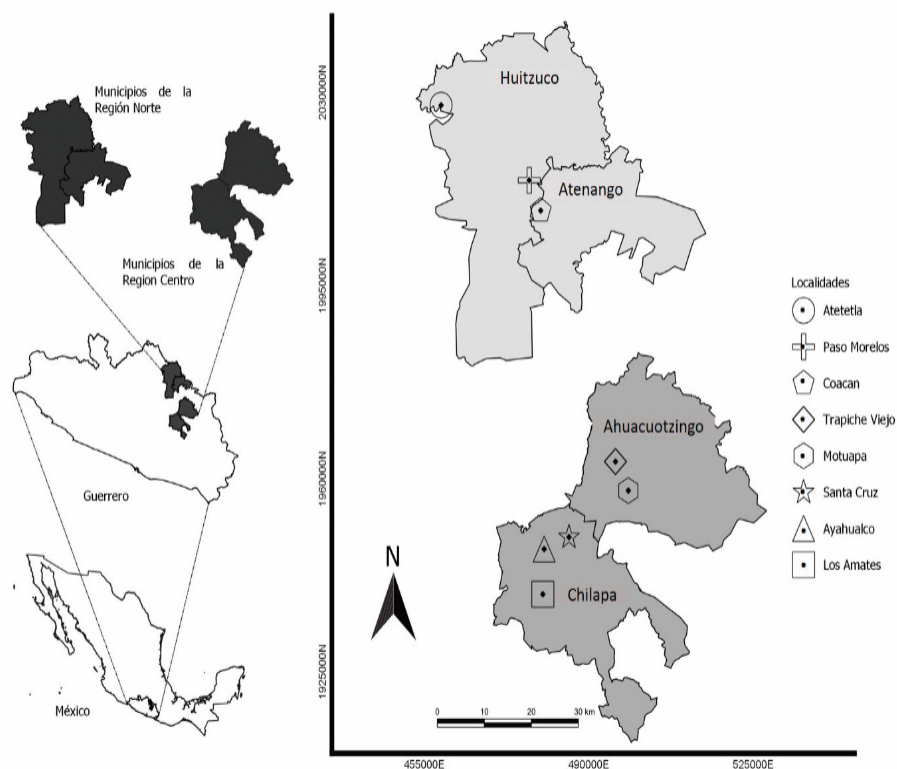 Municipios de la
Región Norte
Municipios de la
Region Centro
Guerrero
México
2030000N
1995000N
1960000N
1925000N
Huitzuco
Atenango
Ahuacuotzingo
Chilapa
N
0 10 20 30 km
455000E 490000E 525000E
Localidades
Atetetla
Paso Morelos
Coacan
Trapiche Viejo
Motuapa
Santa Cruz
Ayahualco
Los Amates